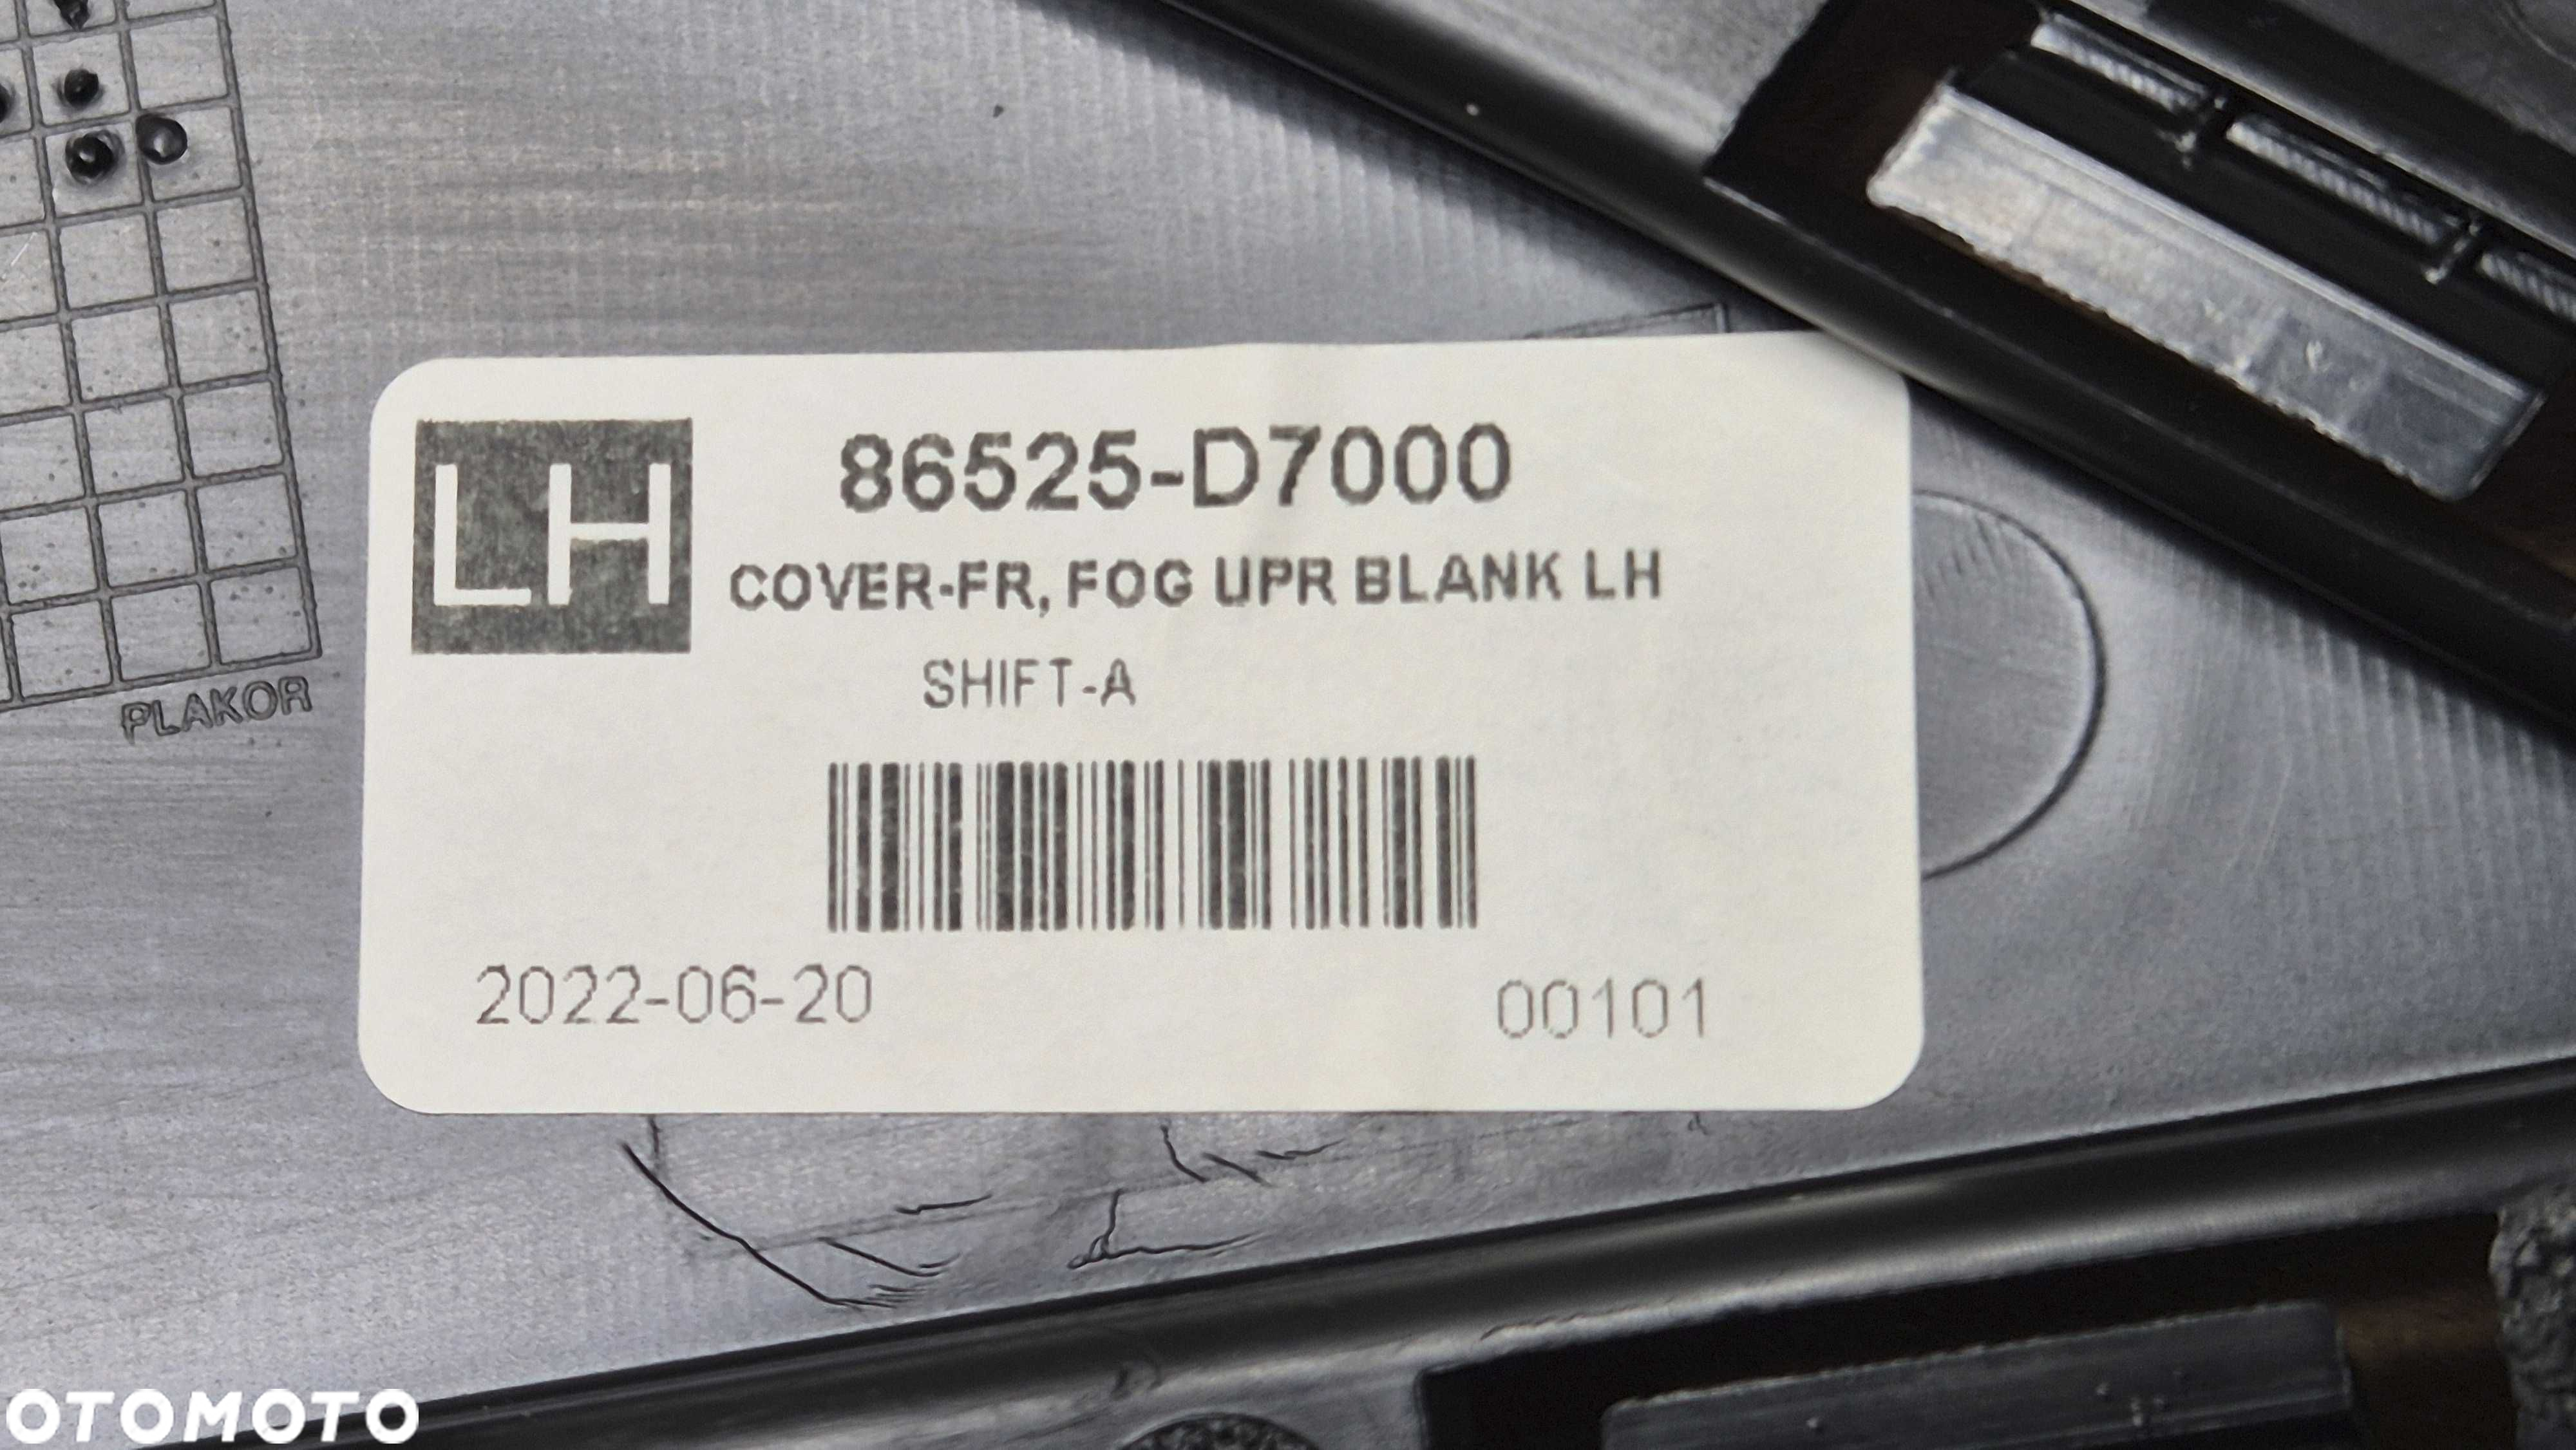 LH
86525-D7000
COVER-FR, FOG UPR BLANK LH
SHIFT-A
PLAKOR
2022-06-20
00101
OTOMOTO